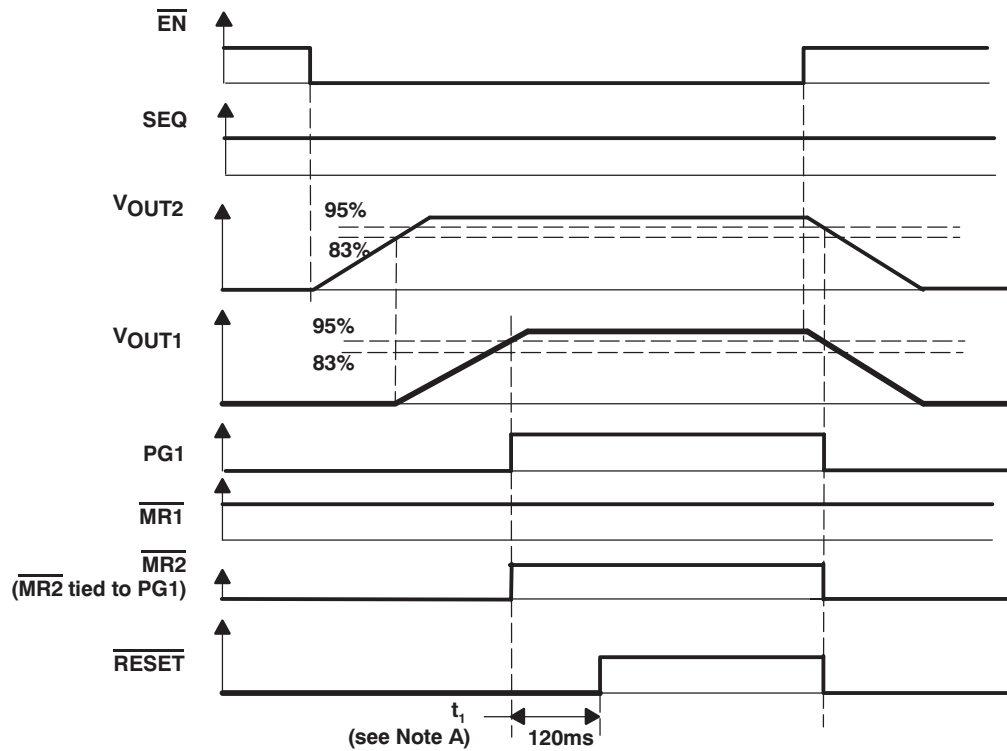 EN
SEQ
VOUT2
95%
83%
VOUT1
95%
83%
PG1
MR1
MR2
(MR2 tied to PG1)
RESET
t1
(see Note A)
120ms